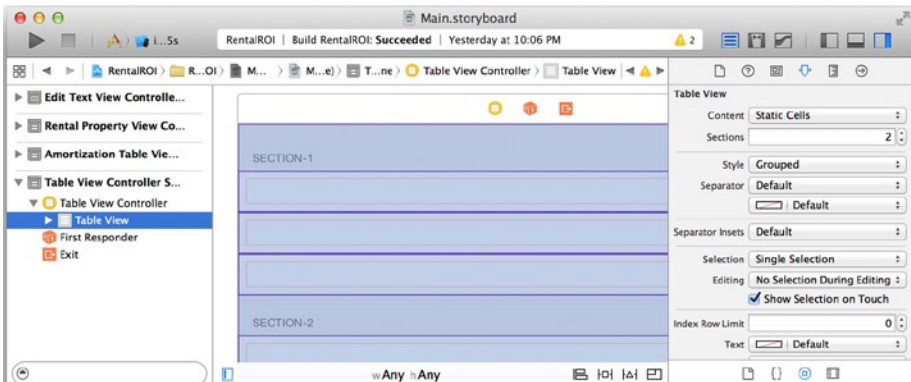 Main.storyboard
i...5s
RentalROI | Build RentalROI: Succeeded | Yesterday at 10:06 PM
2
RentalROI
R...OI
M...
M...e)
T...ne
Table View Controller
Table View
Edit Text View Controlle...
Rental Property View Co...
Amortization Table Vie...
Table View Controller S...
Table View Controller
Table View
First Responder
Exit
SECTION-1
SECTION-2
wAny hAny
Table View
Content Static Cells
Sections 2
Style Grouped
Separator Default
Default
Separator Insets Default
Selection Single Selection
Editing No Selection During Editing
Show Selection on Touch
Index Row Limit 0
Text Default